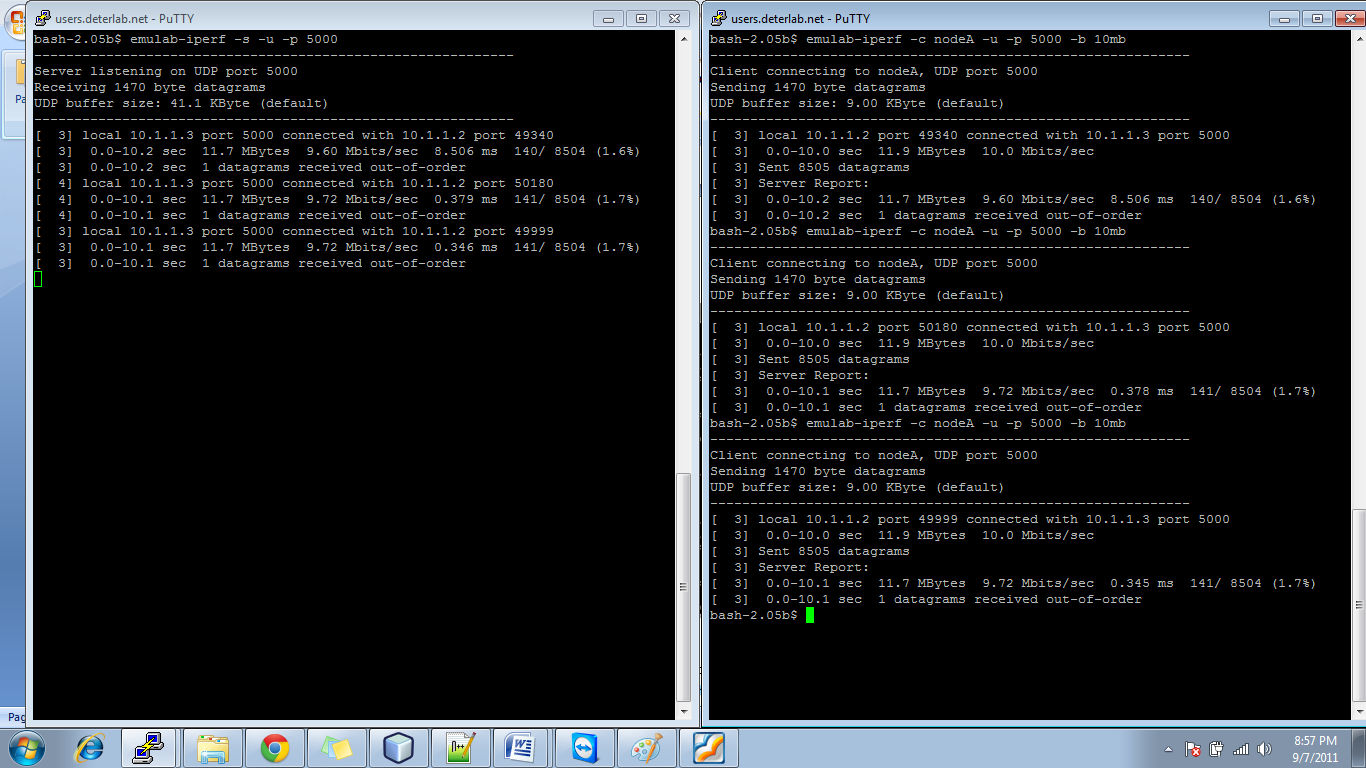 users.deterlab.net - PuTTY
bash-2.05b$ emulab-iperf -s -u -p 5000
------------------------------------------------------------
Server listening on UDP port 5000
Receiving 1470 byte datagrams
UDP buffer size: 41.1 KByte (default)
------------------------------------------------------------
[  3] local 10.1.1.3 port 5000 connected with 10.1.1.2 port 49340
[  3]  0.0-10.2 sec  11.7 MBytes  9.60 Mbits/sec  8.506 ms  140/ 8504 (1.6%)
[  3]  0.0-10.2 sec  1 datagrams received out-of-order
[  4] local 10.1.1.3 port 5000 connected with 10.1.1.2 port 50180
[  4]  0.0-10.1 sec  11.7 MBytes  9.72 Mbits/sec  0.379 ms  141/ 8504 (1.7%)
[  4]  0.0-10.1 sec  1 datagrams received out-of-order
[  3] local 10.1.1.3 port 5000 connected with 10.1.1.2 port 49999
[  3]  0.0-10.1 sec  11.7 MBytes  9.72 Mbits/sec  0.346 ms  141/ 8504 (1.7%)
[  3]  0.0-10.1 sec  1 datagrams received out-of-order
users.deterlab.net - PuTTY
bash-2.05b$ emulab-iperf -c nodeA -u -p 5000 -b 10mb
------------------------------------------------------------
Client connecting to nodeA, UDP port 5000
Sending 1470 byte datagrams
UDP buffer size: 9.00 KByte (default)
------------------------------------------------------------
[  3] local 10.1.1.2 port 49340 connected with 10.1.1.3 port 5000
[  3]  0.0-10.0 sec  11.9 MBytes  10.0 Mbits/sec
[  3] Sent 8505 datagrams
[  3] Server Report:
[  3]  0.0-10.2 sec  11.7 MBytes  9.60 Mbits/sec  8.506 ms  140/ 8504 (1.6%)
[  3]  0.0-10.2 sec  1 datagrams received out-of-order
bash-2.05b$ emulab-iperf -c nodeA -u -p 5000 -b 10mb
------------------------------------------------------------
Client connecting to nodeA, UDP port 5000
Sending 1470 byte datagrams
UDP buffer size: 9.00 KByte (default)
------------------------------------------------------------
[  3] local 10.1.1.2 port 50180 connected with 10.1.1.3 port 5000
[  3]  0.0-10.0 sec  11.9 MBytes  10.0 Mbits/sec
[  3] Sent 8505 datagrams
[  3] Server Report:
[  3]  0.0-10.1 sec  11.7 MBytes  9.72 Mbits/sec  0.378 ms  141/ 8504 (1.7%)
[  3]  0.0-10.1 sec  1 datagrams received out-of-order
bash-2.05b$ emulab-iperf -c nodeA -u -p 5000 -b 10mb
------------------------------------------------------------
Client connecting to nodeA, UDP port 5000
Sending 1470 byte datagrams
UDP buffer size: 9.00 KByte (default)
------------------------------------------------------------
[  3] local 10.1.1.2 port 49999 connected with 10.1.1.3 port 5000
[  3]  0.0-10.0 sec  11.9 MBytes  10.0 Mbits/sec
[  3] Sent 8505 datagrams
[  3] Server Report:
[  3]  0.0-10.1 sec  11.7 MBytes  9.72 Mbits/sec  0.345 ms  141/ 8504 (1.7%)
[  3]  0.0-10.1 sec  1 datagrams received out-of-order
bash-2.05b$
Pa
Pag
8:57 PM
9/7/2011